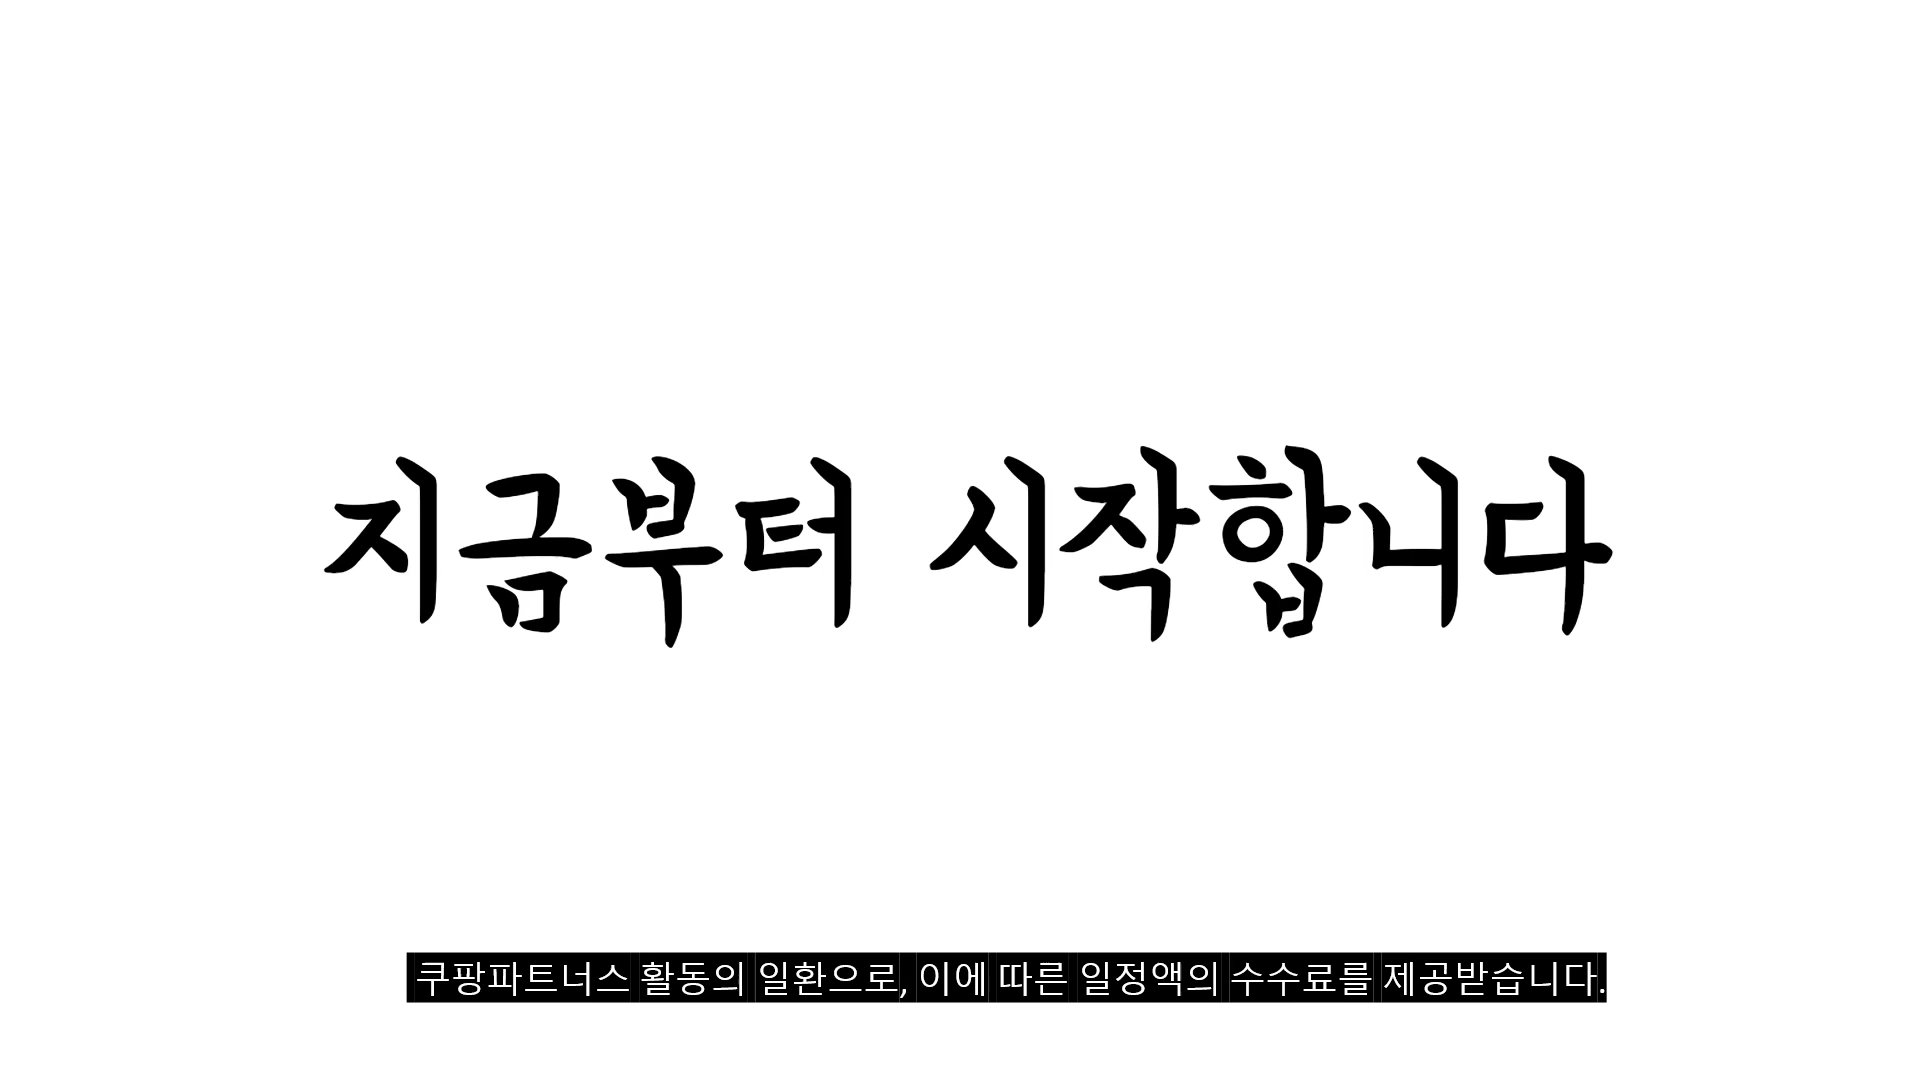 지금부터 시작합니다
쿠팡파트너스 활동의 일환으로, 이에 따른 일정액의 수수료를 제공받습니다.